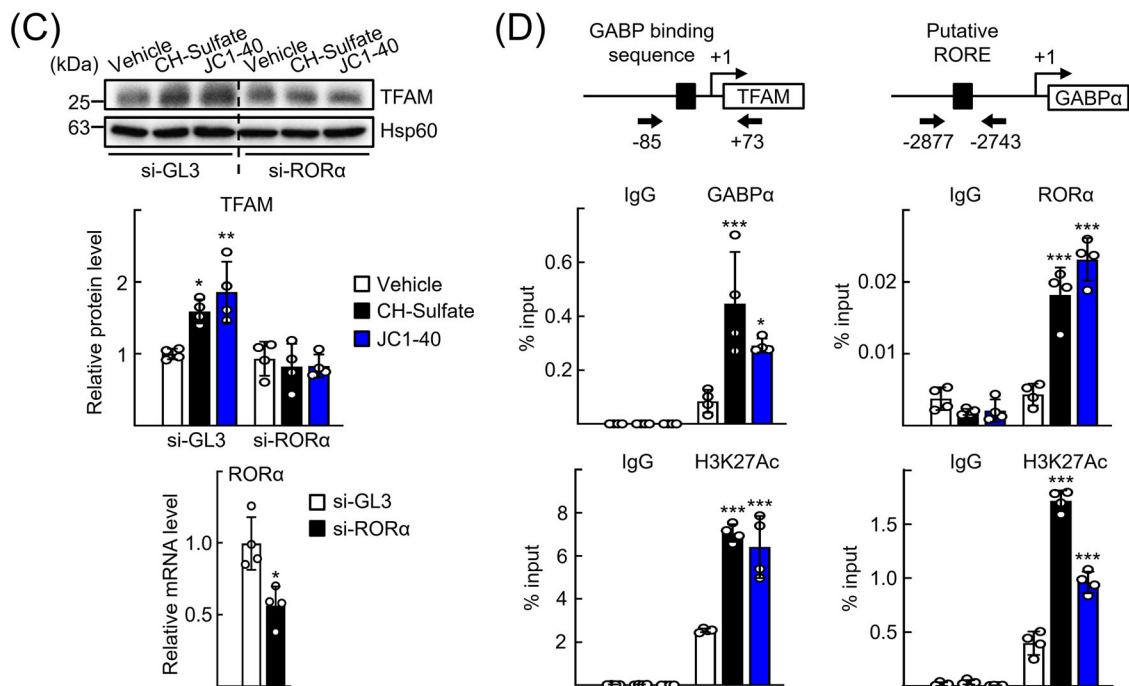 (C)
Vehicle CH-Sulfate JC1-40 Vehicle CH-Sulfate JC1-40
(kDa)
25 TFAM
63 Hsp60
si-GL3 si-RORα
TFAM
Relative protein level
2
1
* **
si-GL3 si-RORα
Vehicle
CH-Sulfate
JC1-40
RORα
Relative mRNA level
1.0
0.5
*
si-GL3
si-RORα
(D)
GABP binding
sequence
+1
TFAM
-85 +73
Putative
RORE
+1
GABPα
-2877 -2743
IgG GABPα
% input
0.6
0.4
0.2
*** *
IgG RORα
% input
0.02
0.01
*** ***
IgG H3K27Ac
% input
8
6
4
2
*** ***
IgG H3K27Ac
% input
1.5
1.0
0.5
*** ***